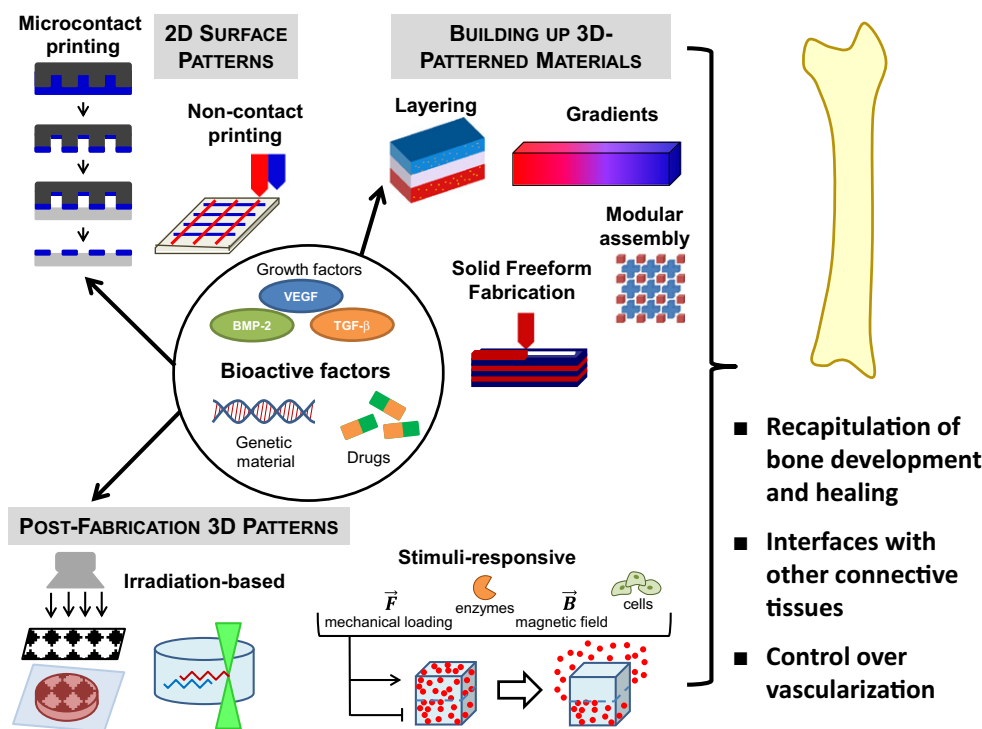 Microcontact
printing
2D SURFACE
PATTERNS
Non-contact
printing
BUILDING UP 3D-
PATTERNED MATERIALS
Layering
Gradients
Modular
assembly
Solid Freeform
Fabrication
Growth factors
VEGF
BMP-2
TGF-β
Bioactive factors
Genetic
material
Drugs
POST-FABRICATION 3D PATTERNS
Irradiation-based
Stimuli-responsive
F⃗
mechanical loading
enzymes
B⃗
magnetic field
cells
■ Recapitulation of
bone development
and healing
■ Interfaces with
other connective
tissues
■ Control over
vascularization